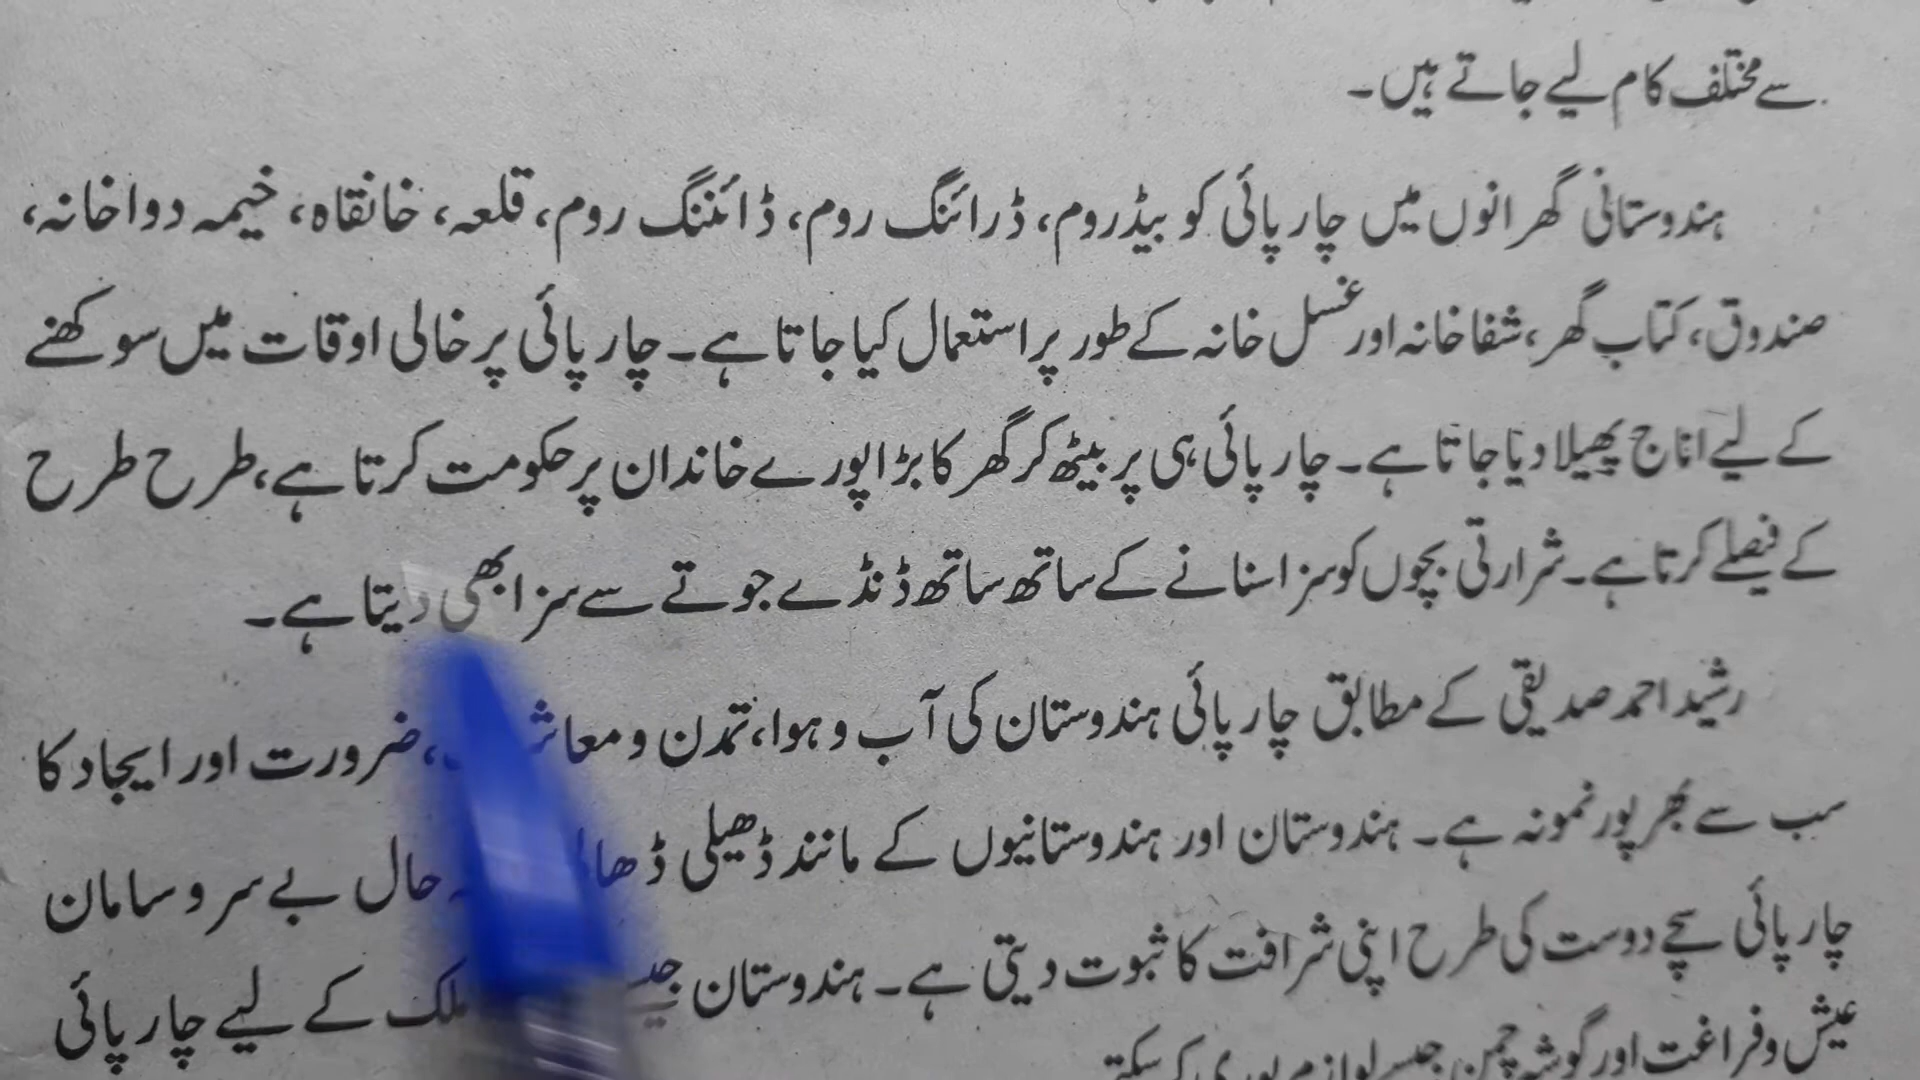 سے مختلف کام لیے جاتے ہیں۔
ہندوستانی گھرانوں میں چارپائی کو بیڈروم، ڈرائنگ روم، ڈائننگ روم، قلعہ، خانقاہ، خیمہ دواخانہ،
صندوق، کتاب گھر، شفاخانہ اور غسل خانہ کے طور پر استعمال کیا جاتا ہے۔ چارپائی پر خالی اوقات میں سوکھنے
کے لیے اناج پھیلا دیا جاتا ہے۔ چارپائی ہی پر بیٹھ کر گھر کا بڑا پورے خاندان پر حکومت کرتا ہے، طرح طرح
کے فیصلے کرتا ہے۔ شرارتی بچوں کو سزا سنانے کے ساتھ ساتھ ڈنڈے جوتے سے سزا بھی دیتا ہے۔
رشید احمد صدیقی کے مطابق چارپائی ہندوستان کی آب و ہوا، تمدن و ، ضرورت اور ایجاد کا
سب سے بھرپور نمونہ ہے۔ ہندوستان اور ہندوستانیوں کے مانند ڈھیلی حال بے سروسامان
چارپائی سچے دوست کی طرح اپنی شرافت کا ثبوت دیتی ہے۔ ہندوستان جیسے ملک کے لیے چارپائی
عیش و فراغت اور گوشہ چمن جیسے لوازم پوری کر سکتے